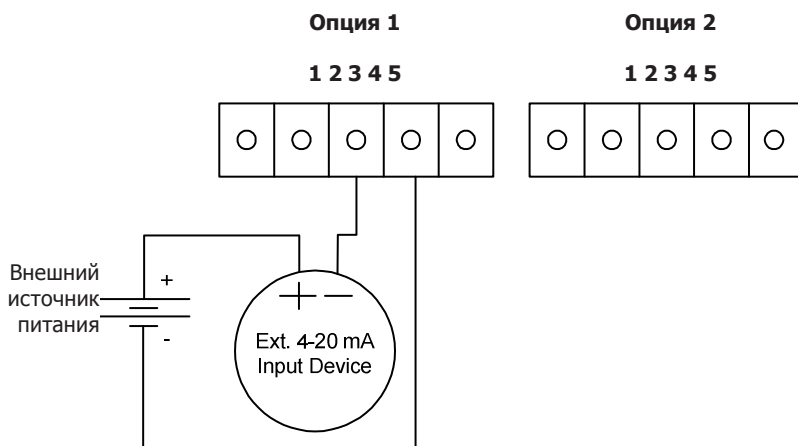 Опция 1
Опция 2
1 2 3 4 5
1 2 3 4 5
Внешний
источник
питания
+
-
+ −
Ext. 4-20 mA
Input Device